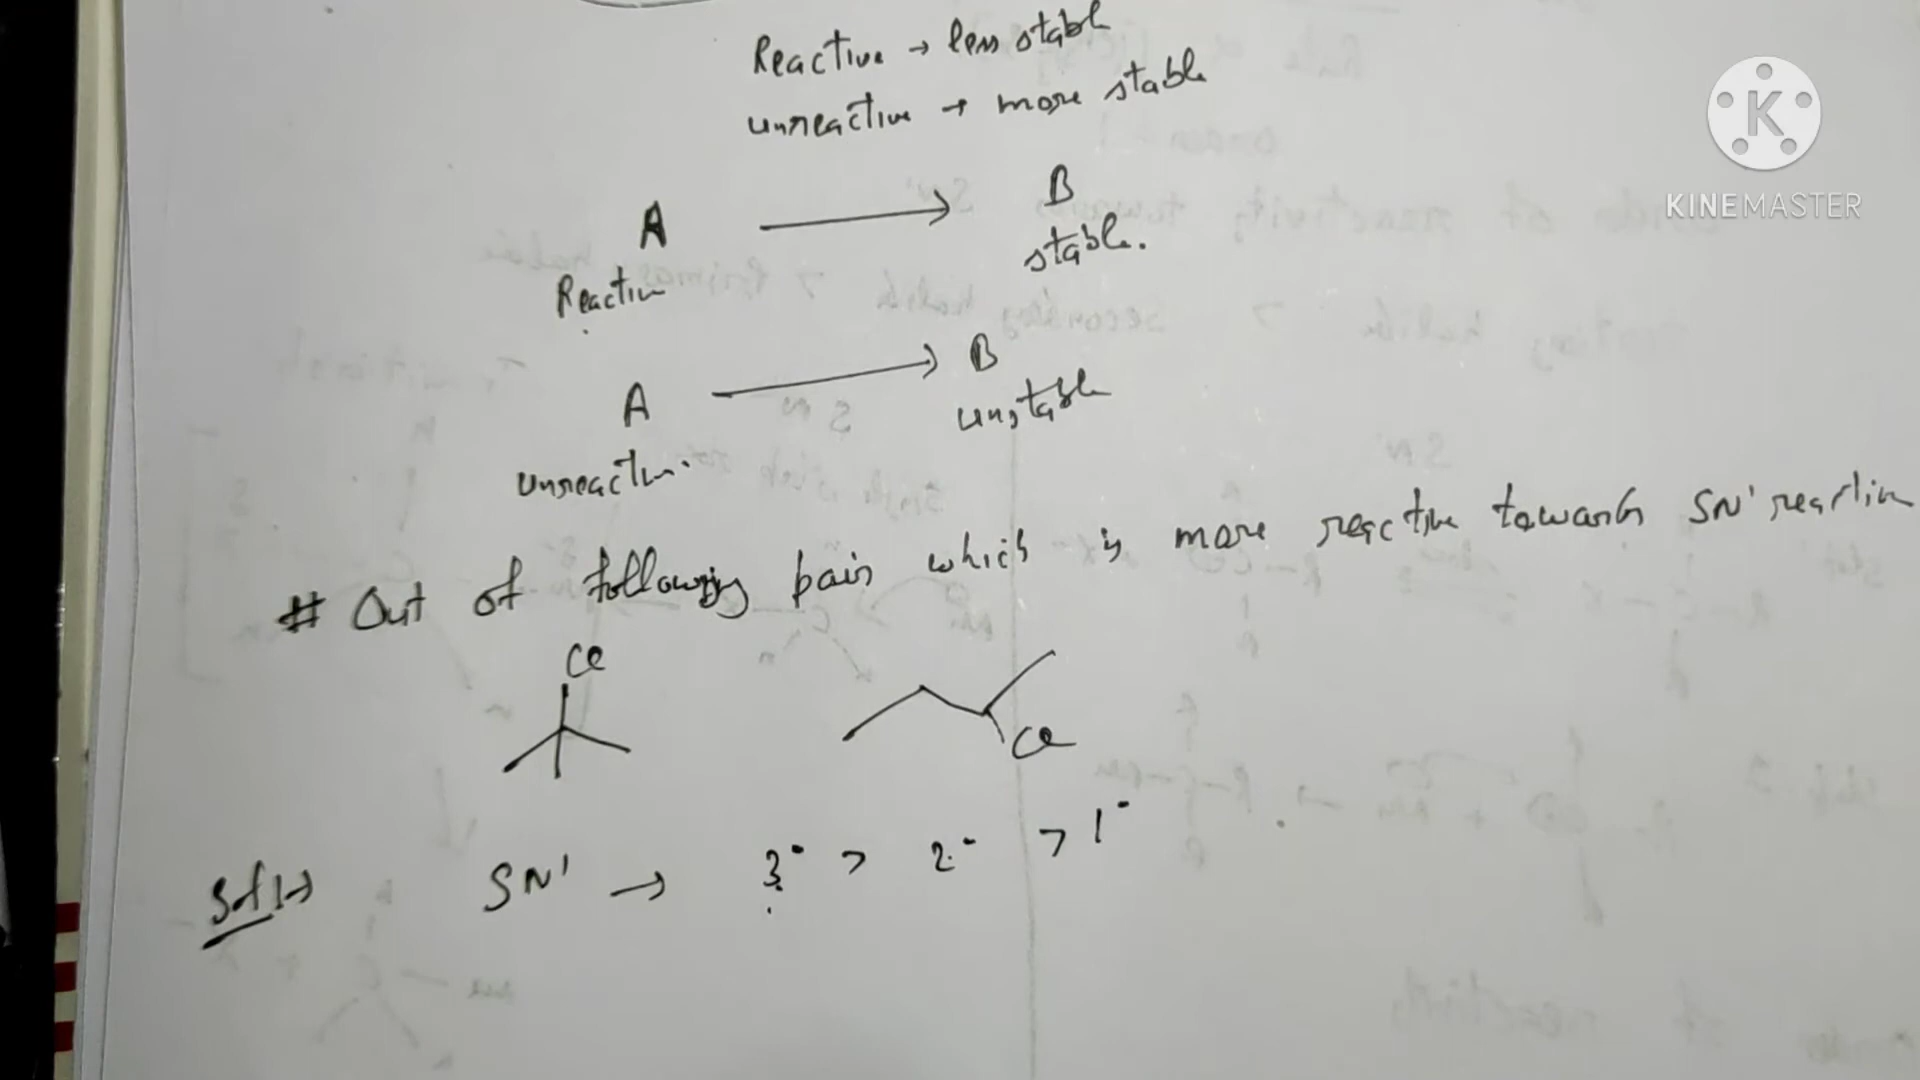 Reactive → less stable
unreactive → more stable
KINEMASTER
A → B
Reactive stable.
A → B
unreactive. unstable
# Out of following pair which is more reactive towards SN' reaction
Cl
Cl
Sol→ SN' → 3° > 2° > 1°